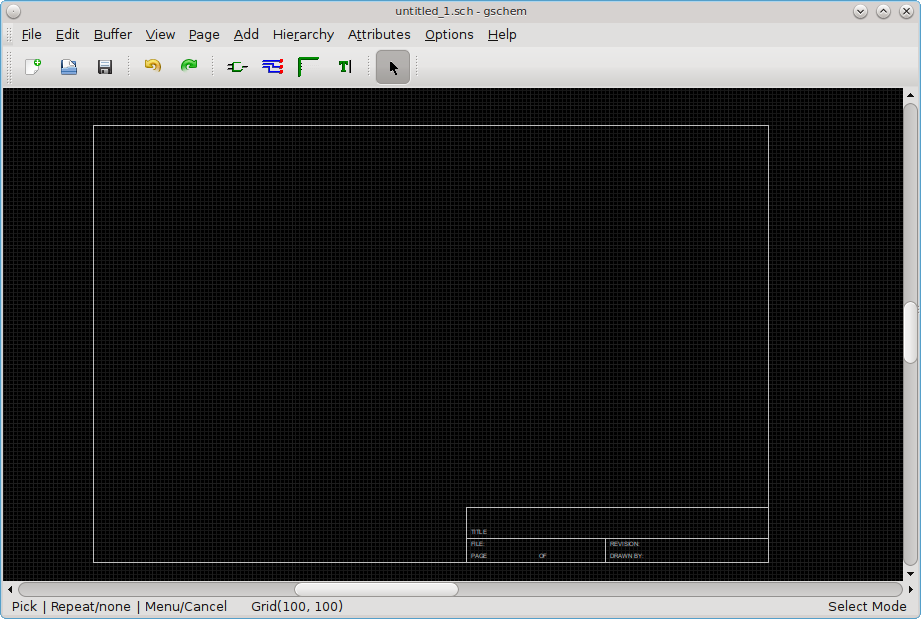 untitled_1.sch - gschem
File Edit Buffer View Page Add Hierarchy Attributes Options Help
T
TITLE
FILE: REVISION:
PAGE OF DRAWN BY:
Pick | Repeat/none | Menu/Cancel Grid(100, 100) Select Mode